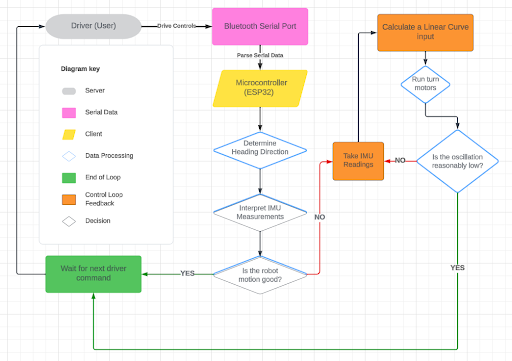 Driver (User)
Drive Controls
Bluetooth Serial Port
Calculate a Linear Curve
input
Parse Serial Data
Diagram key
Server
Serial Data
Client
Data Processing
End of Loop
Control Loop
Feedback
Decision
Microcontroller
(ESP32)
Run turn
motors
Determine
Heading Direction
Take IMU
Readings
NO
Is the oscillation
reasonably low?
Interpret IMU
Measurements
NO
Is the robot
motion good?
YES
Wait for next driver
command
YES